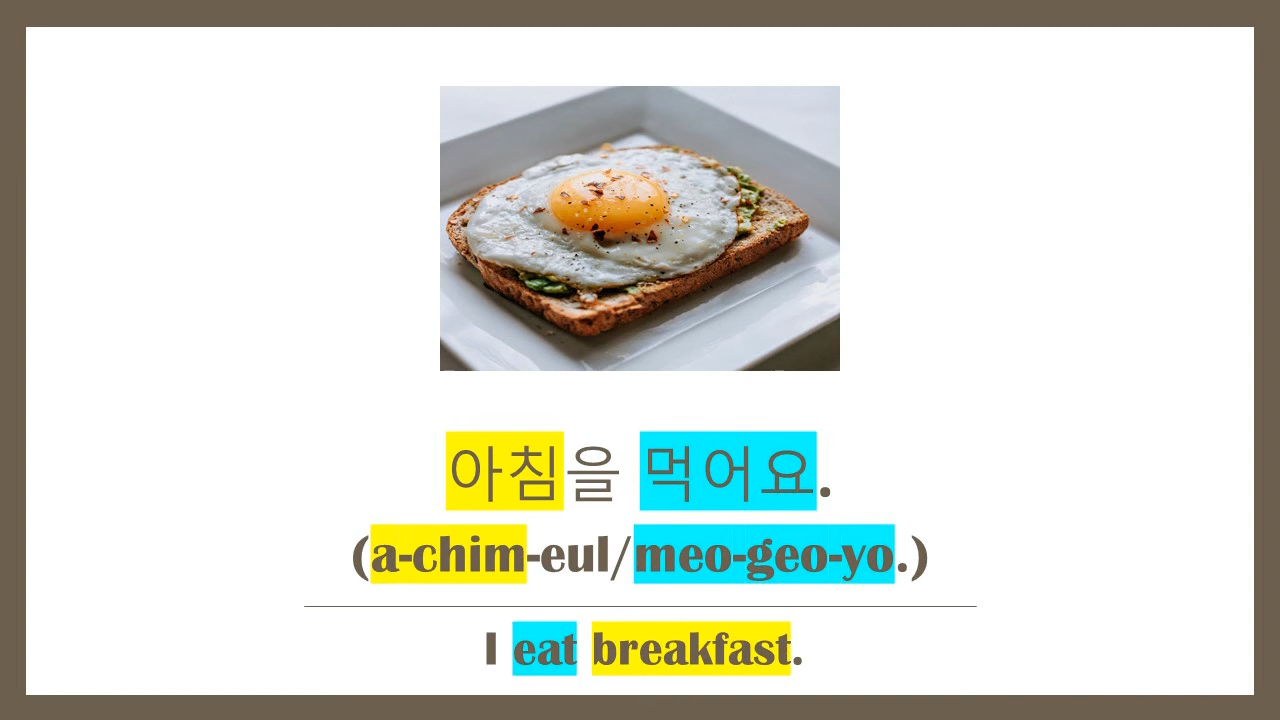 아침을 먹어요.
(a-chim-eul/meo-geo-yo.)
I eat breakfast.